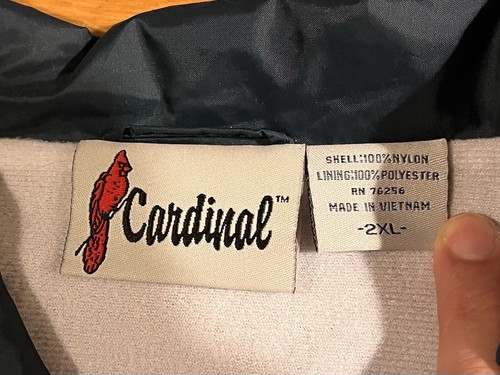 Cardinal™
SHELL:100%NYLON
LINING:100%POLYESTER
RN 76256
MADE IN VIETNAM
-2XL-